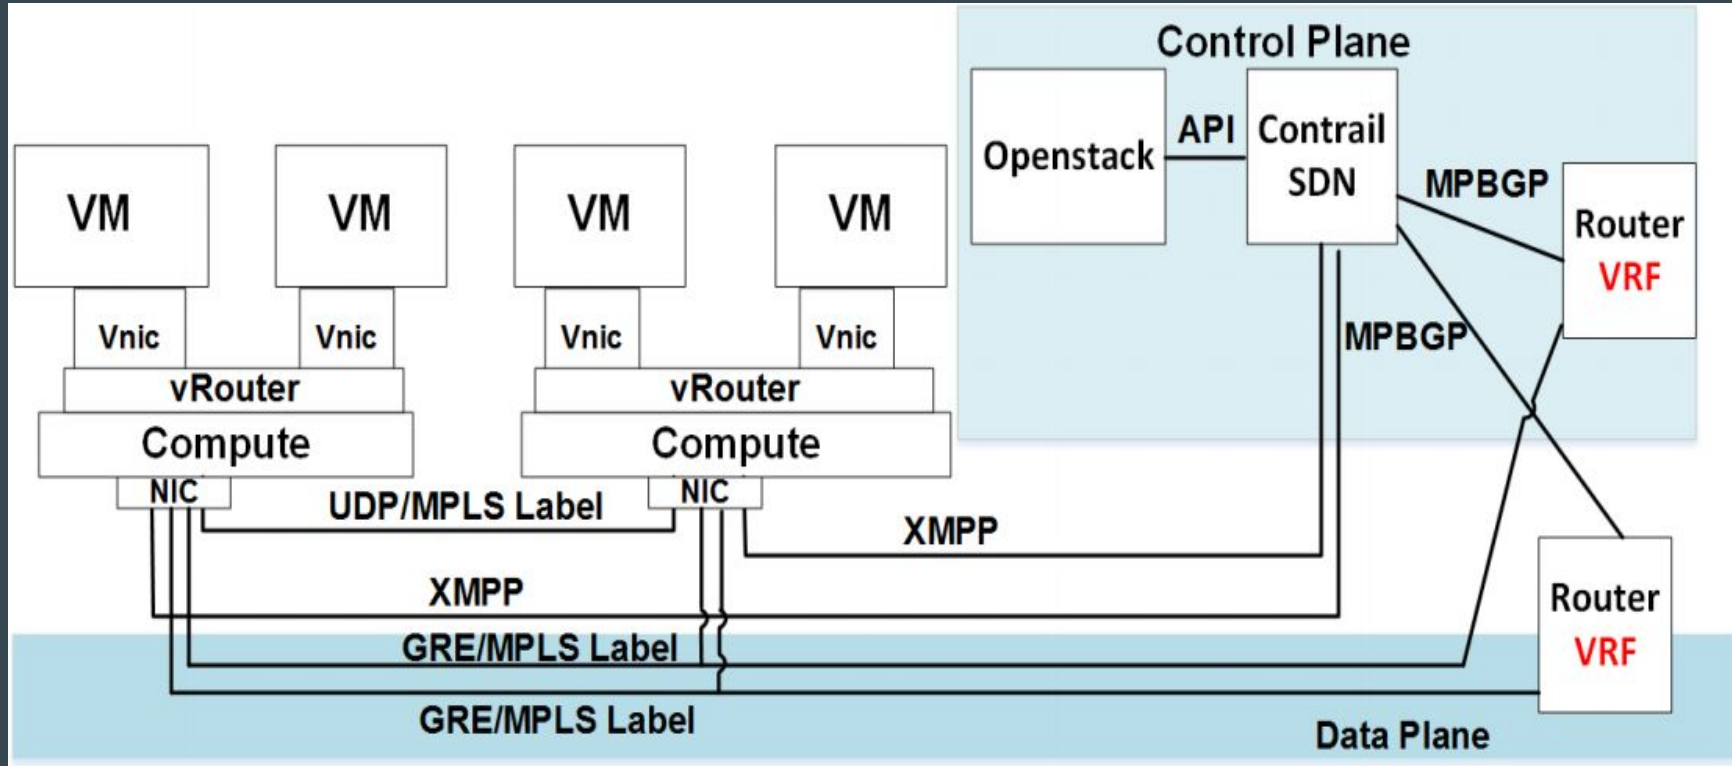 Control Plane
Openstack
API
Contrail
SDN
MPBGP
Router
VRF
MPBGP
VM
VM
VM
VM
Vnic
Vnic
Vnic
Vnic
vRouter
vRouter
Compute
Compute
NIC
NIC
UDP/MPLS Label
XMPP
XMPP
Router
VRF
GRE/MPLS Label
GRE/MPLS Label
Data Plane